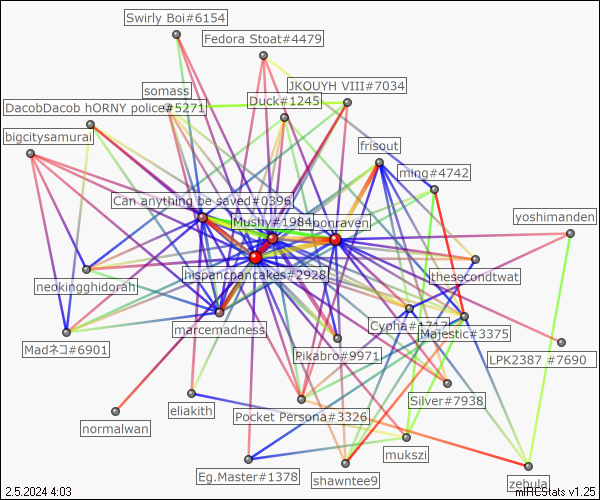 Swirly Boi#6154
Fedora Stoat#4479
JKOUYH VIII#7034
somass
Duck#1245
DacobDacob hORNY police#5271
bigcitysamurai
frisout
ming#4742
Can anything be saved#0396
yoshimanden
Mushy#1984
bonraven
hispancpancakes#2928
neokingghidorah
thesecondtwat
marcemadness
Cypha#1717
Majestic#3375
Madネコ#6901
Pikabro#9971
LPK2387 #7690
Silver#7938
eliakith
Pocket Persona#3326
normalwan
mukszi
Eg.Master#1378
shawntee9
zebula
2.5.2024 4:03
mIRCStats v1.25